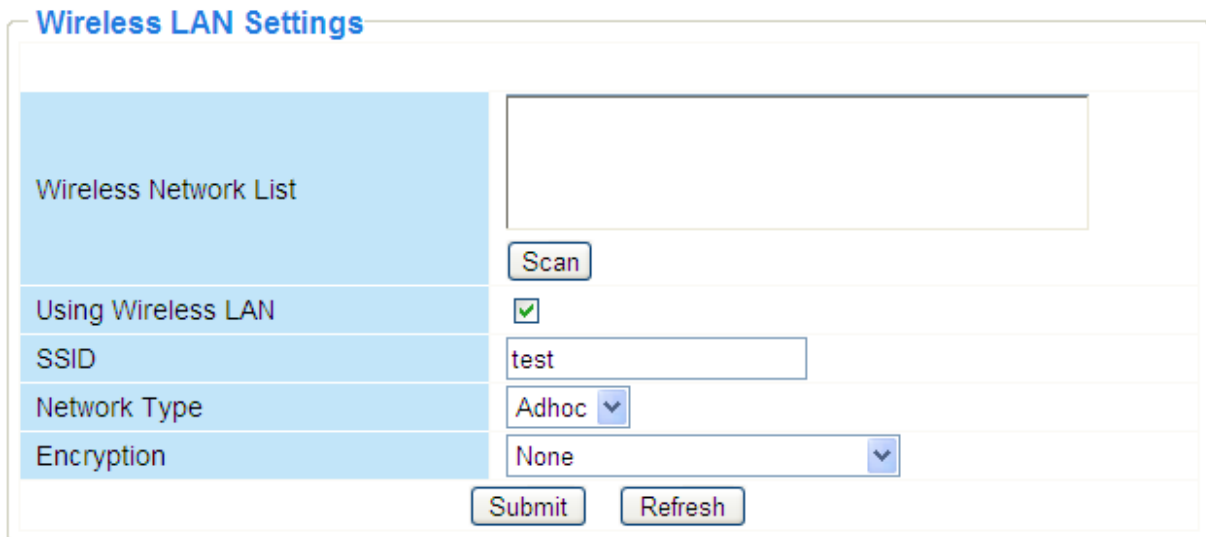 Wireless LAN Settings
Wireless Network List
Scan
Using Wireless LAN
SSID
test
Network Type
Adhoc
Encryption
None
Submit Refresh